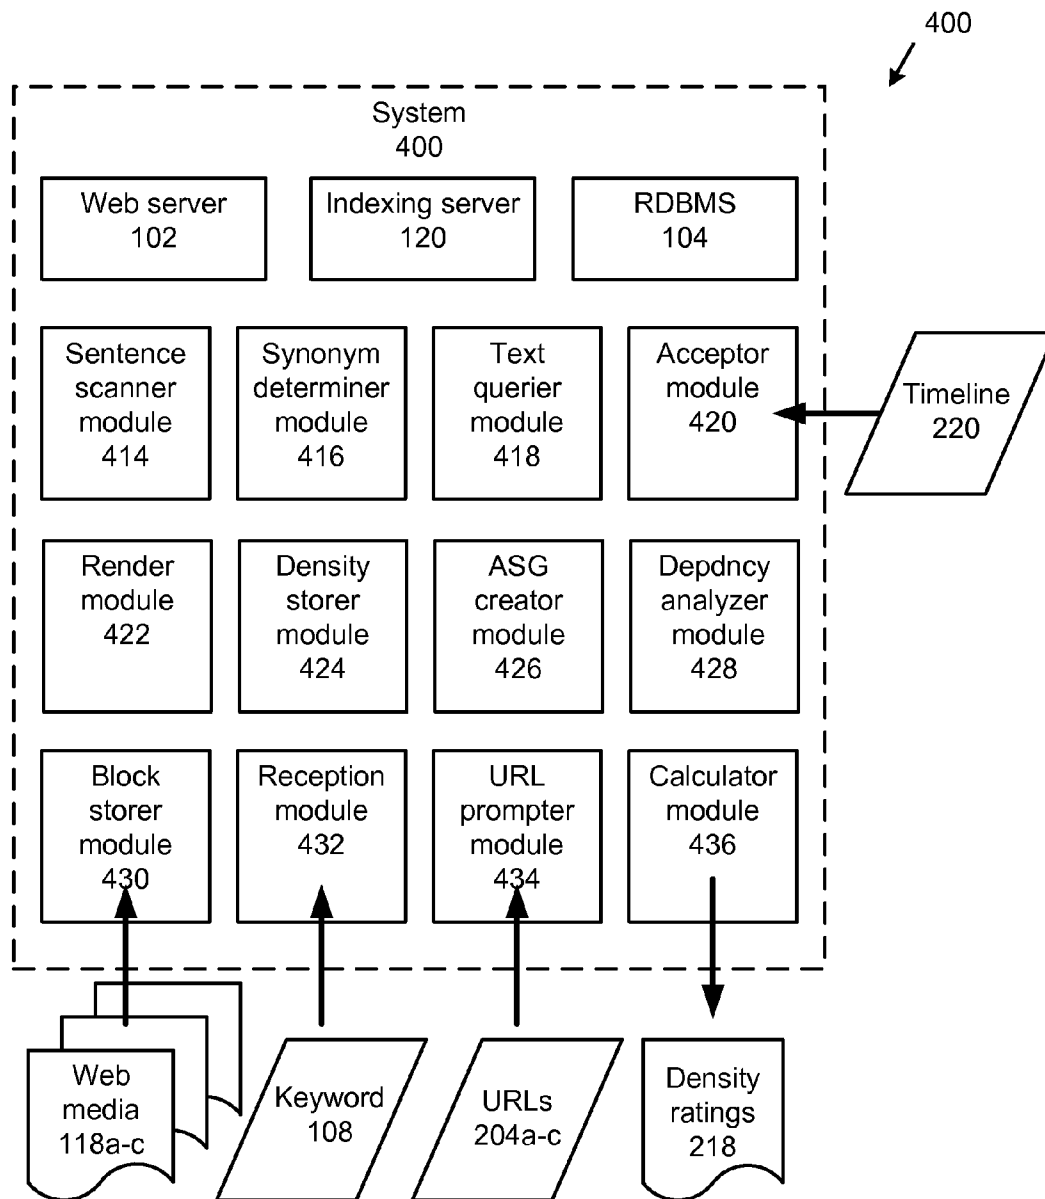 400
System
400
Web server
102
Indexing server
120
RDBMS
104
Sentence
scanner
module
414
Synonym
determiner
module
416
Text
querier
module
418
Acceptor
module
420
Timeline
220
Render
module
422
Density
storer
module
424
ASG
creator
module
426
Depdncy
analyzer
module
428
Block
storer
module
430
Reception
module
432
URL
prompter
module
434
Calculator
module
436
Web
media
118a-c
Keyword
108
URLs
204a-c
Density
ratings
218